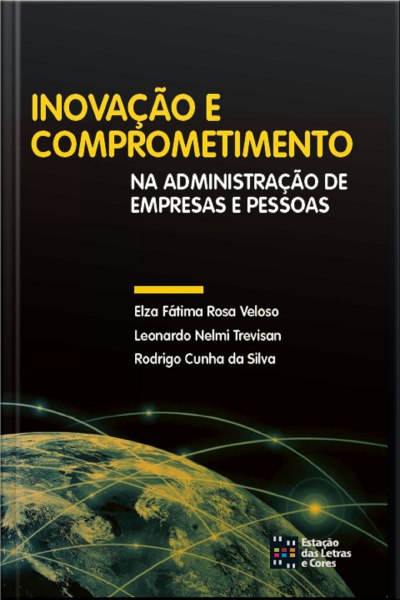 INOVAÇÃO E
COMPROMETIMENTO
NA ADMINISTRAÇÃO DE
EMPRESAS E PESSOAS
Elza Fátima Rosa Veloso
Leonardo Nelmi Trevisan
Rodrigo Cunha da Silva
Estação
das Letras
e Cores